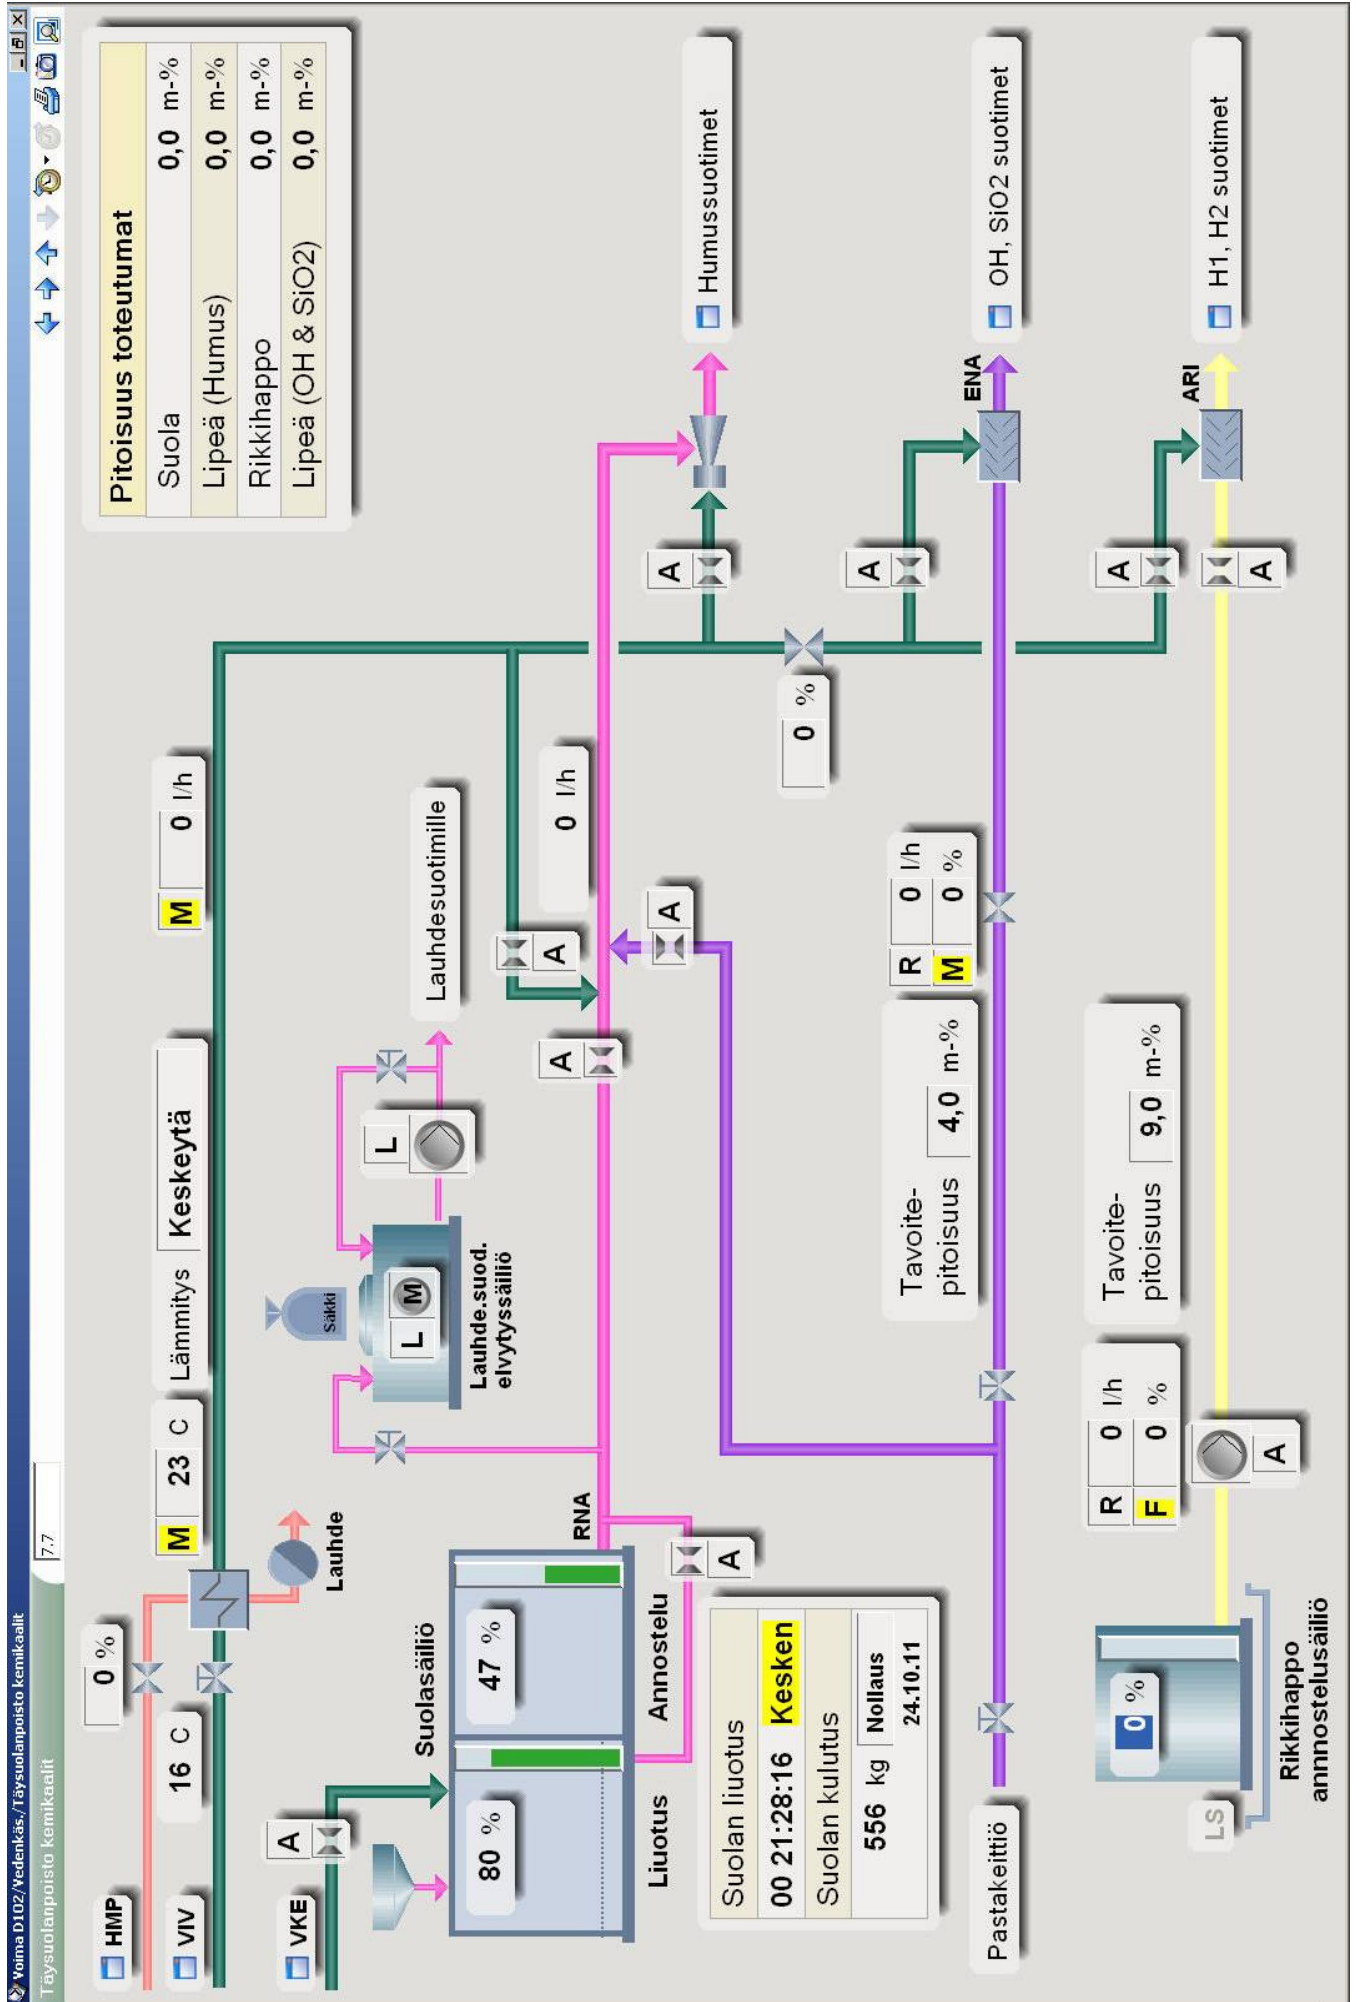 Voima D102/Vedenkäs./Täysuolanpoisto kemikaalit
Täysuolanpoisto kemikaalit
7.7
HMP
0 %
VIV
16 C
M 23 C
Lämmitys Keskeytä
M 0 l/h
Lauhde
Pitoisuus toteutumat
Suola 0,0 m-%
Lipeä (Humus) 0,0 m-%
Rikkihappo 0,0 m-%
Lipeä (OH & SiO2) 0,0 m-%
VKE
A
Säkki
L M
L
Lauhde.suod.
elvytyssäiliö
Lauhdesuotimille
Suolasäiliö
80 %
47 %
Liuotus
Annostelu
RNA
A
A
A
0 l/h
A
A
Humussuotimet
Suolan liuotus
00 21:28:16 Kesken
Suolan kulutus
556 kg Nollaus
24.10.11
0 %
A
Tavoite-
pitoisuus 4,0 m-%
R 0 l/h
M 0 %
Pastakeittiö
ENA
OH, SiO2 suotimet
R 0 l/h
F 0 %
Tavoite-
pitoisuus 9,0 m-%
A
0 %
LS
A
A
ARI
H1, H2 suotimet
Rikkihappo
annnostelusäiliö